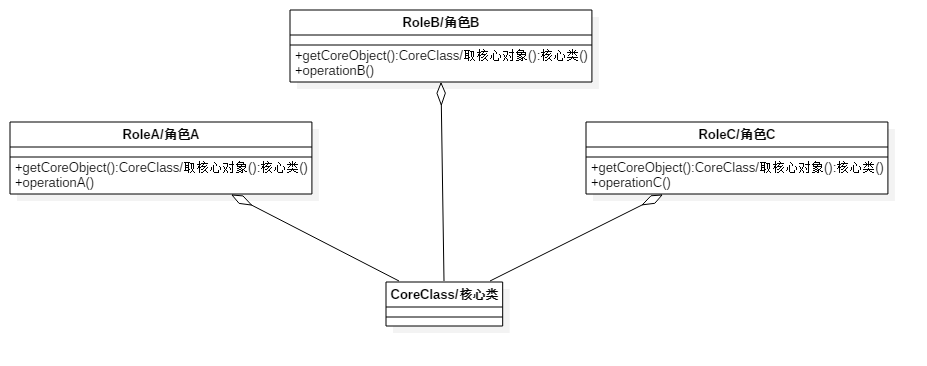 RoleB/角色B
+getCoreObject():CoreClass/取核心对象():核心类()
+operationB()
RoleA/角色A
+getCoreObject():CoreClass/取核心对象():核心类()
+operationA()
RoleC/角色C
+getCoreObject():CoreClass/取核心对象():核心类()
+operationC()
CoreClass/核心类